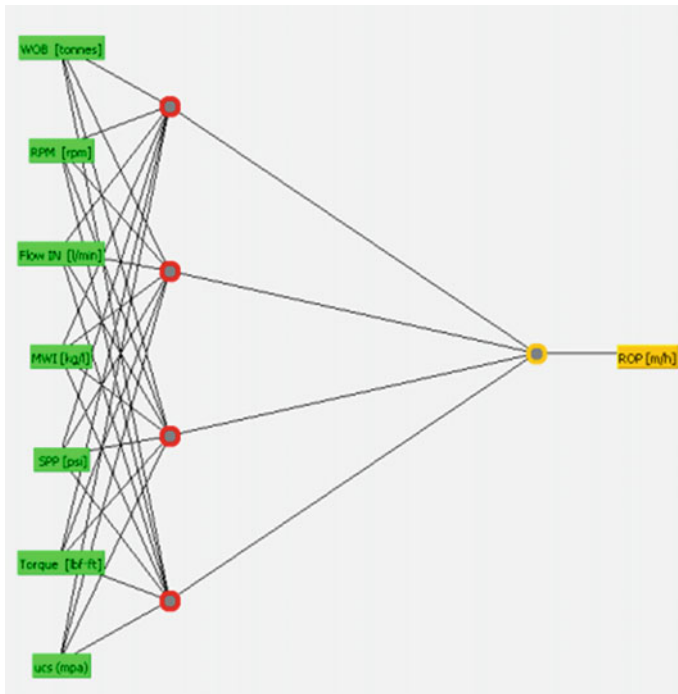 WOB [tonnes]
RPM [rpm]
Flow IN [l/min]
MWI [kg/l]
ROP [m/h]
SPP [psi]
Torque [lbf-ft]
ucs (mpa)